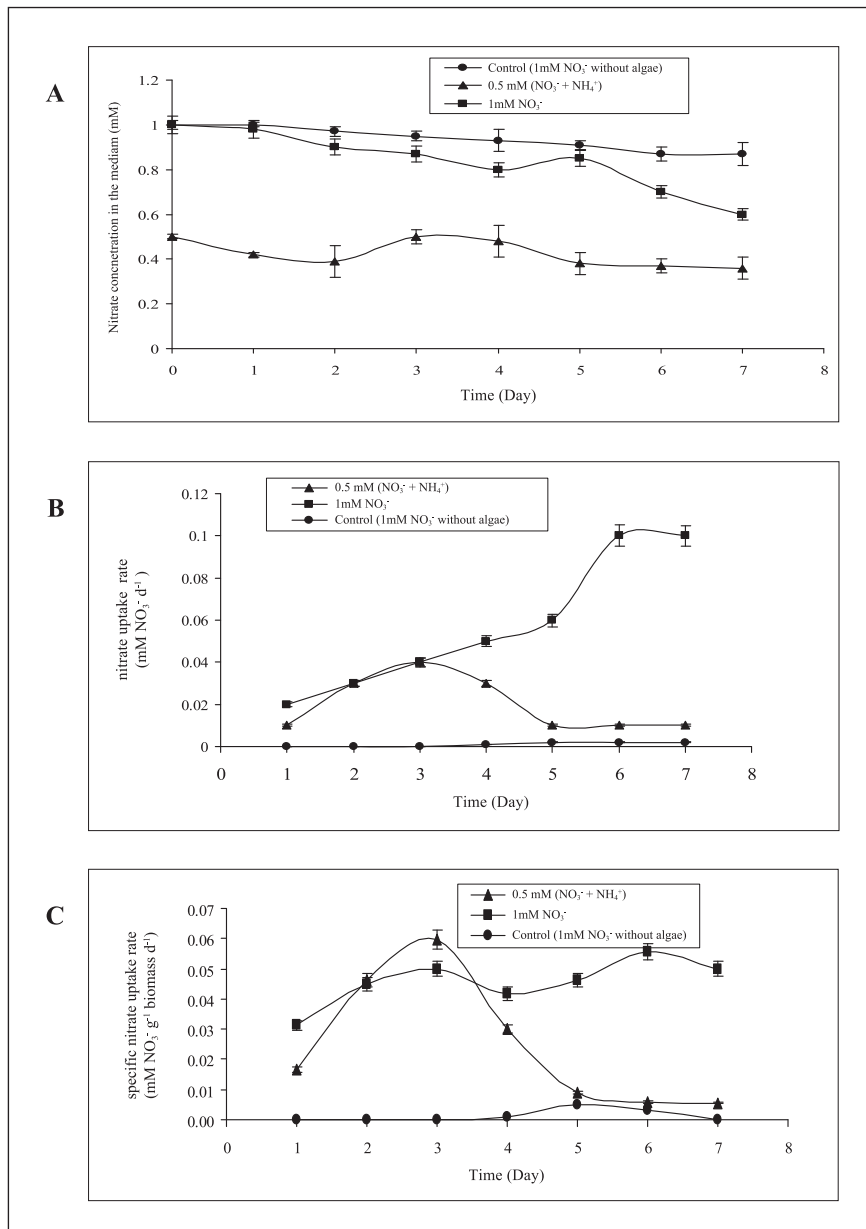 A
Control (1mM NO₃⁻ without algae)
0.5 mM (NO₃⁻ + NH₄⁺)
1mM NO₃⁻
Nitrate concnetration in the mediam (mM)
1.2
1
0.8
0.6
0.4
0.2
0
0 1 2 3 4 5 6 7 8
Time (Day)
B
0.5 mM (NO₃⁻ + NH₄⁺)
1mM NO₃⁻
Control (1mM NO₃⁻ without algae)
nitrate uptake rate
(mM NO₃⁻ d⁻¹)
0.12
0.1
0.08
0.06
0.04
0.02
0
0 1 2 3 4 5 6 7 8
Time (Day)
C
0.5 mM (NO₃⁻ + NH₄⁺)
1mM NO₃⁻
Control (1mM NO₃⁻ without algae)
specific nitrate uptake rate
(mM NO₃⁻ g⁻¹ biomass d⁻¹)
0.07
0.06
0.05
0.04
0.03
0.02
0.01
0.00
0 1 2 3 4 5 6 7 8
Time (Day)